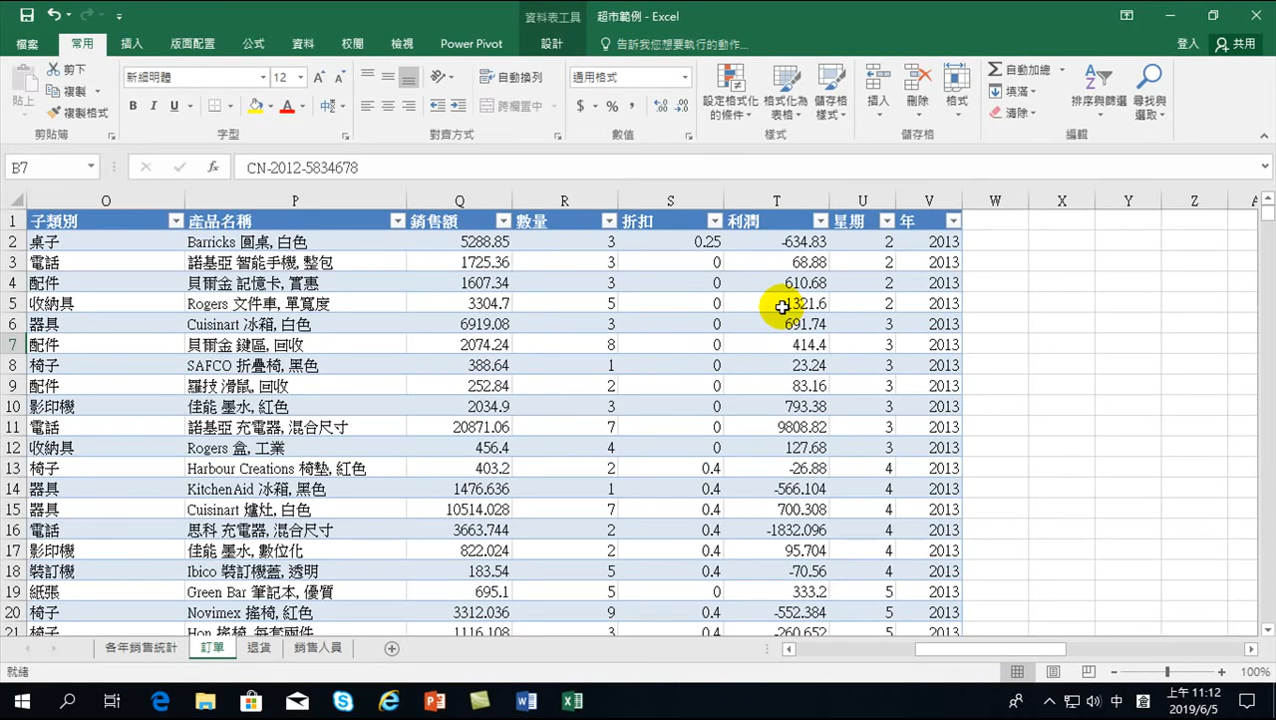 資料表工具 超市範例 - Excel
檔案 常用 插入 版面配置 公式 資料 校閱 檢視 Power Pivot 設計 告訴我您想要執行的動作... 登入 共用
貼上 剪下 複製 複製格式 剪貼簿
新細明體 12 B I U A 中 字型
自動換列 跨欄置中 對齊方式
通用格式 $ % 數值
設定格式化的條件 格式化為表格 儲存格樣式 樣式
插入 刪除 格式 儲存格
自動加總 填滿 清除 排序與篩選 尋找與選取 編輯
B7 fx CN-2012-5834678
O P Q R S T U V W X Y Z
1 子類別 產品名稱 銷售額 數量 折扣 利潤 星期 年
2 桌子 Barricks 圓桌, 白色 5288.85 3 0.25 -634.83 2 2013
3 電話 諾基亞 智能手機, 整包 1725.36 3 0 68.88 2 2013
4 配件 貝爾金 記憶卡, 實惠 1607.34 3 0 610.68 2 2013
5 收納具 Rogers 文件車, 單寬度 3304.7 5 0 1321.6 2 2013
6 器具 Cuisinart 冰箱, 白色 6919.08 3 0 691.74 3 2013
7 配件 貝爾金 鍵區, 回收 2074.24 8 0 414.4 3 2013
8 椅子 SAFCO 折疊椅, 黑色 388.64 1 0 23.24 3 2013
9 配件 羅技 滑鼠, 回收 252.84 2 0 83.16 3 2013
10 影印機 佳能 墨水, 紅色 2034.9 3 0 793.38 3 2013
11 電話 諾基亞 充電器, 混合尺寸 20871.06 7 0 9808.82 3 2013
12 收納具 Rogers 盒, 工業 456.4 4 0 127.68 3 2013
13 椅子 Harbour Creations 椅墊, 紅色 403.2 2 0.4 -26.88 4 2013
14 器具 KitchenAid 冰箱, 黑色 1476.636 1 0.4 -566.104 4 2013
15 器具 Cuisinart 爐灶, 白色 10514.028 7 0.4 700.308 4 2013
16 電話 思科 充電器, 混合尺寸 3663.744 2 0.4 -1832.096 4 2013
17 影印機 佳能 墨水, 數位化 822.024 2 0.4 95.704 4 2013
18 裝訂機 Ibico 裝訂機蓋, 透明 183.54 5 0.4 -70.56 4 2013
19 紙張 Green Bar 筆記本, 優質 695.1 5 0 333.2 5 2013
20 椅子 Novimex 搖椅, 紅色 3312.036 9 0.4 -552.384 5 2013
21 椅子 Hon 搖椅, 每套兩件 1116.108 3 0.4 -260.652 5 2013
各年銷售統計 訂單 退貨 銷售人員
就緒 100%
中 倉 上午 11:12
2019/6/5